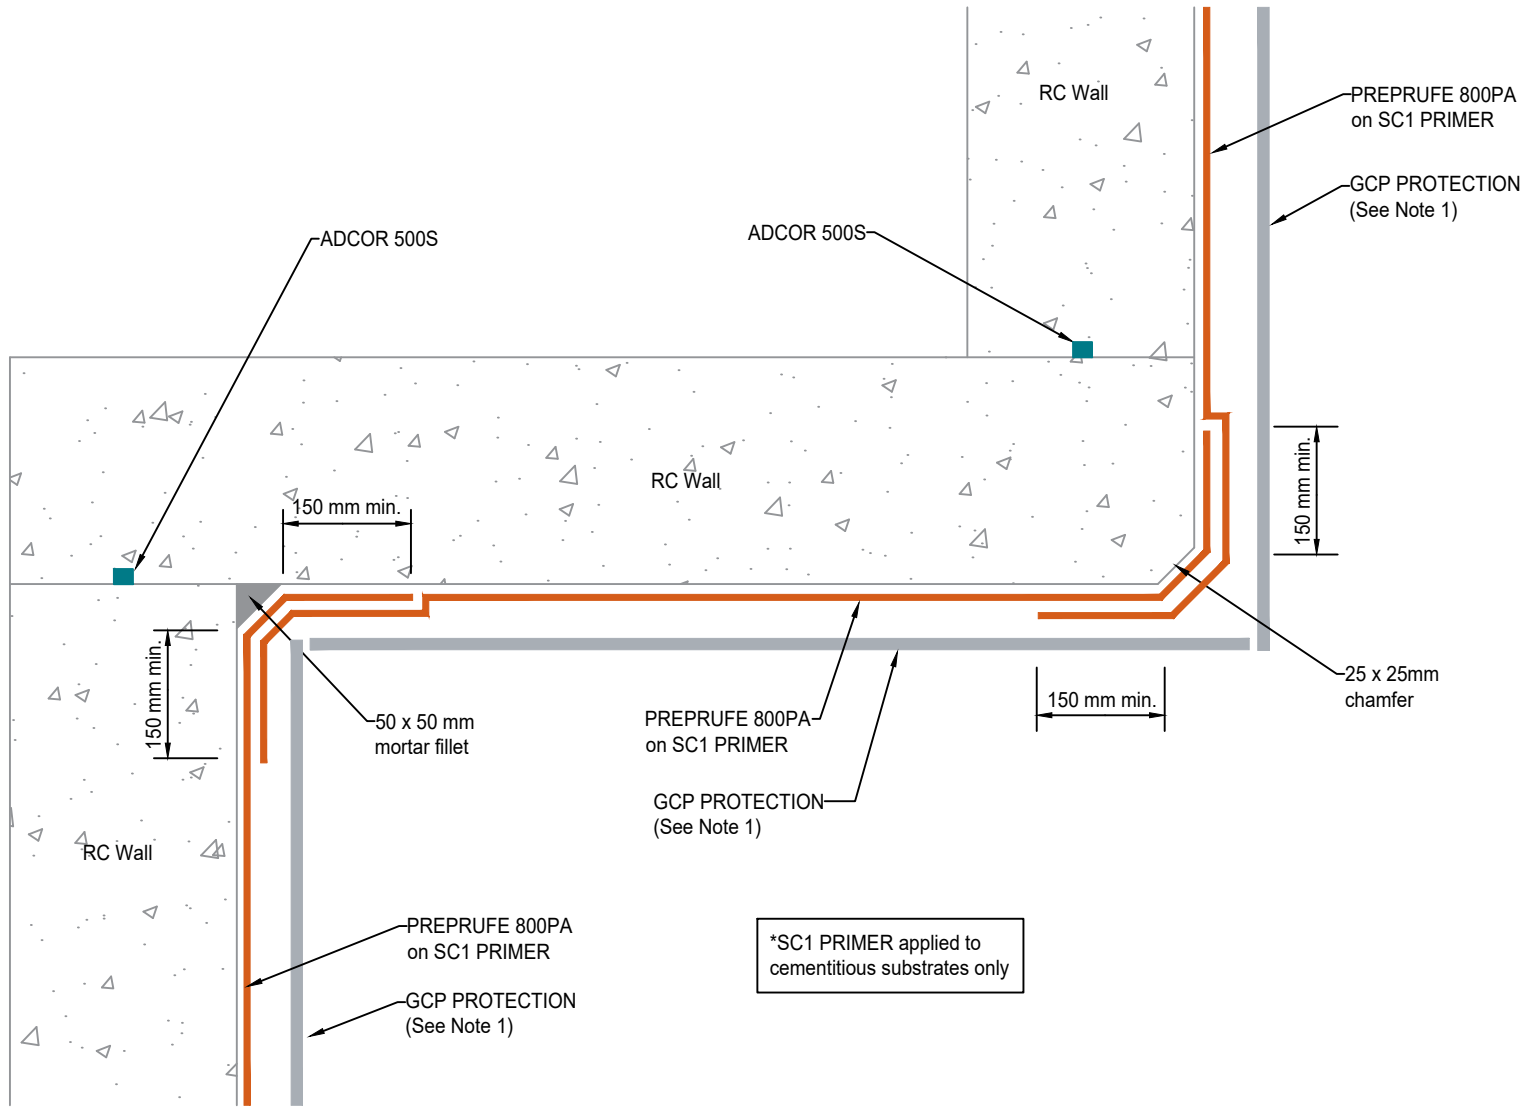 RC Wall
PREPRUFE 800PA
on SC1 PRIMER
GCP PROTECTION
(See Note 1)
ADCOR 500S
ADCOR 500S
RC Wall
150 mm min.
150 mm min.
150 mm min.
50 x 50 mm
mortar fillet
PREPRUFE 800PA
on SC1 PRIMER
150 mm min.
25 x 25mm
chamfer
GCP PROTECTION
(See Note 1)
RC Wall
PREPRUFE 800PA
on SC1 PRIMER
GCP PROTECTION
(See Note 1)
*SC1 PRIMER applied to
cementitious substrates only